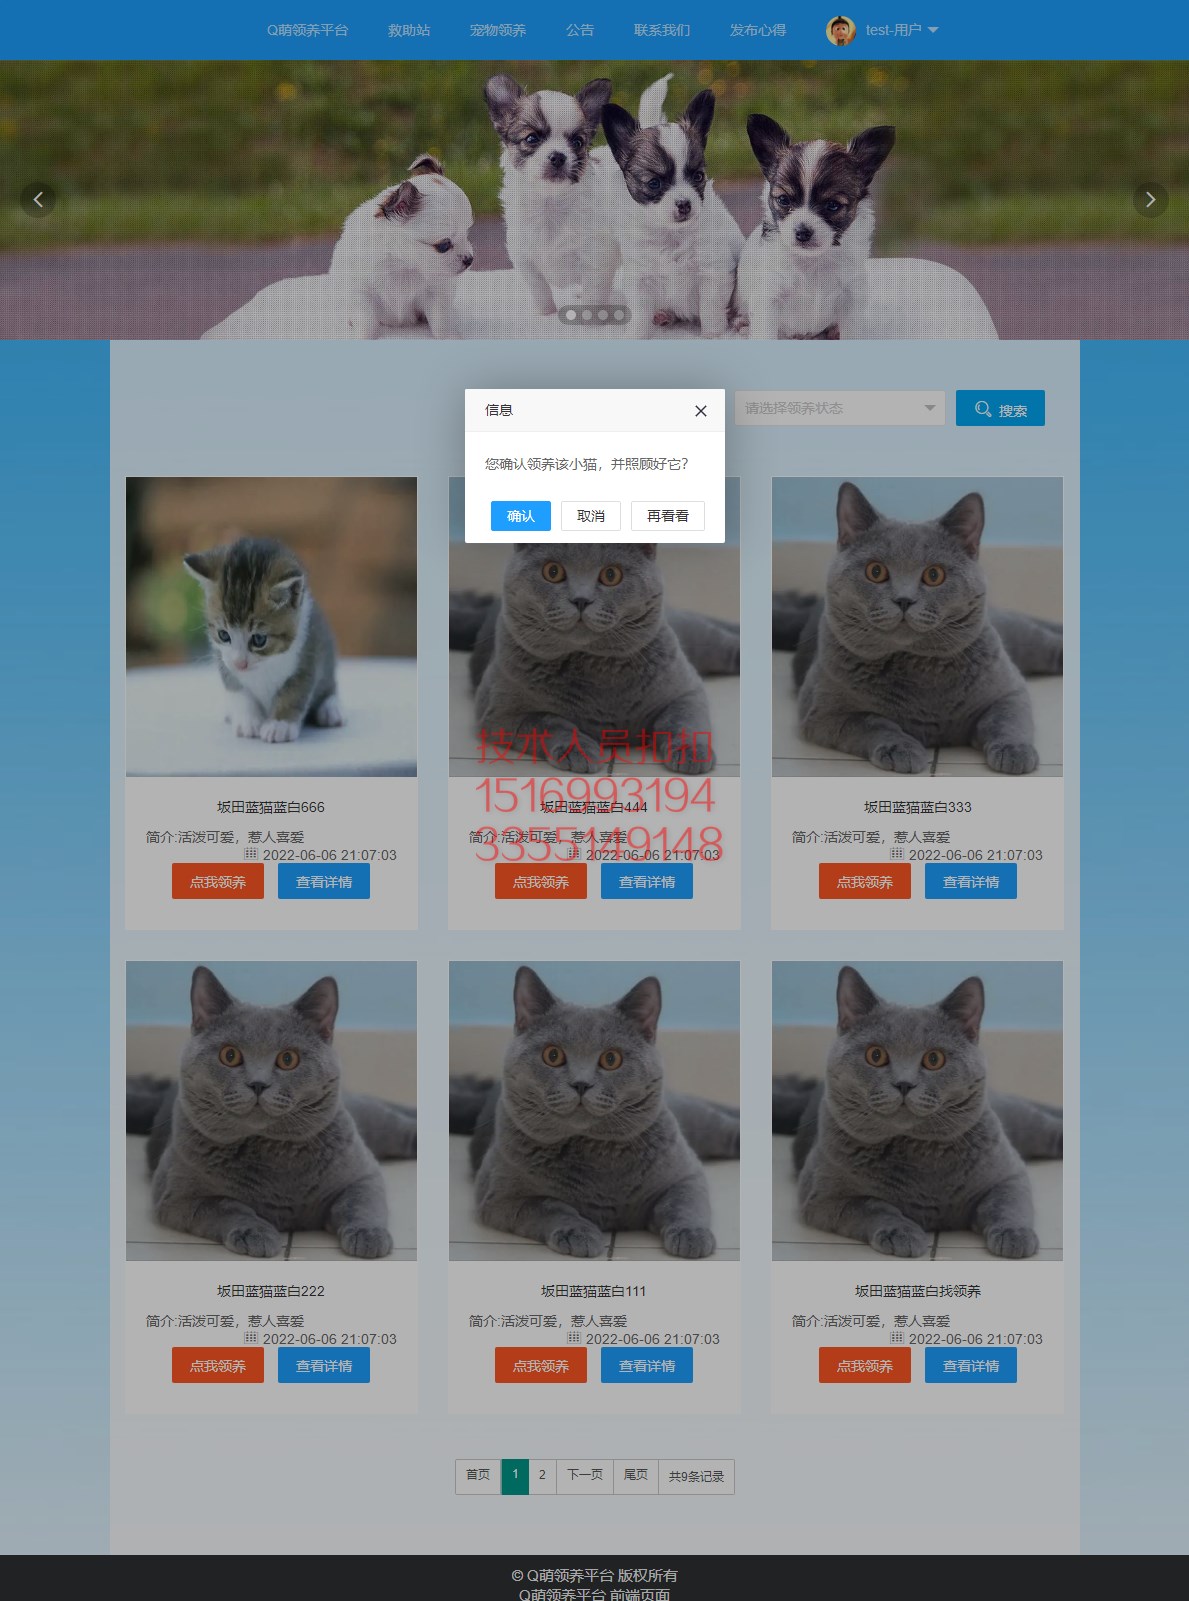 Q萌领养平台 救助站 宠物领养 公告 联系我们 发布心得 test-用户
信息
请选择领养状态 搜索
您确认领养该小猫，并照顾好它？
确认 取消 再看看
技术人员扣扣
1516993194
3355149148
坂田蓝猫蓝白666 坂田蓝猫蓝白444 坂田蓝猫蓝白333
简介:活泼可爱，惹人喜爱 简介:活泼可爱，惹人喜爱 简介:活泼可爱，惹人喜爱
2022-06-06 21:07:03 2022-06-06 21:07:03 2022-06-06 21:07:03
点我领养 查看详情 点我领养 查看详情 点我领养 查看详情
坂田蓝猫蓝白222 坂田蓝猫蓝白111 坂田蓝猫蓝白找领养
简介:活泼可爱，惹人喜爱 简介:活泼可爱，惹人喜爱 简介:活泼可爱，惹人喜爱
2022-06-06 21:07:03 2022-06-06 21:07:03 2022-06-06 21:07:03
点我领养 查看详情 点我领养 查看详情 点我领养 查看详情
首页 1 2 下一页 尾页 共9条记录
© Q萌领养平台 版权所有
Q萌领养平台 前端页面